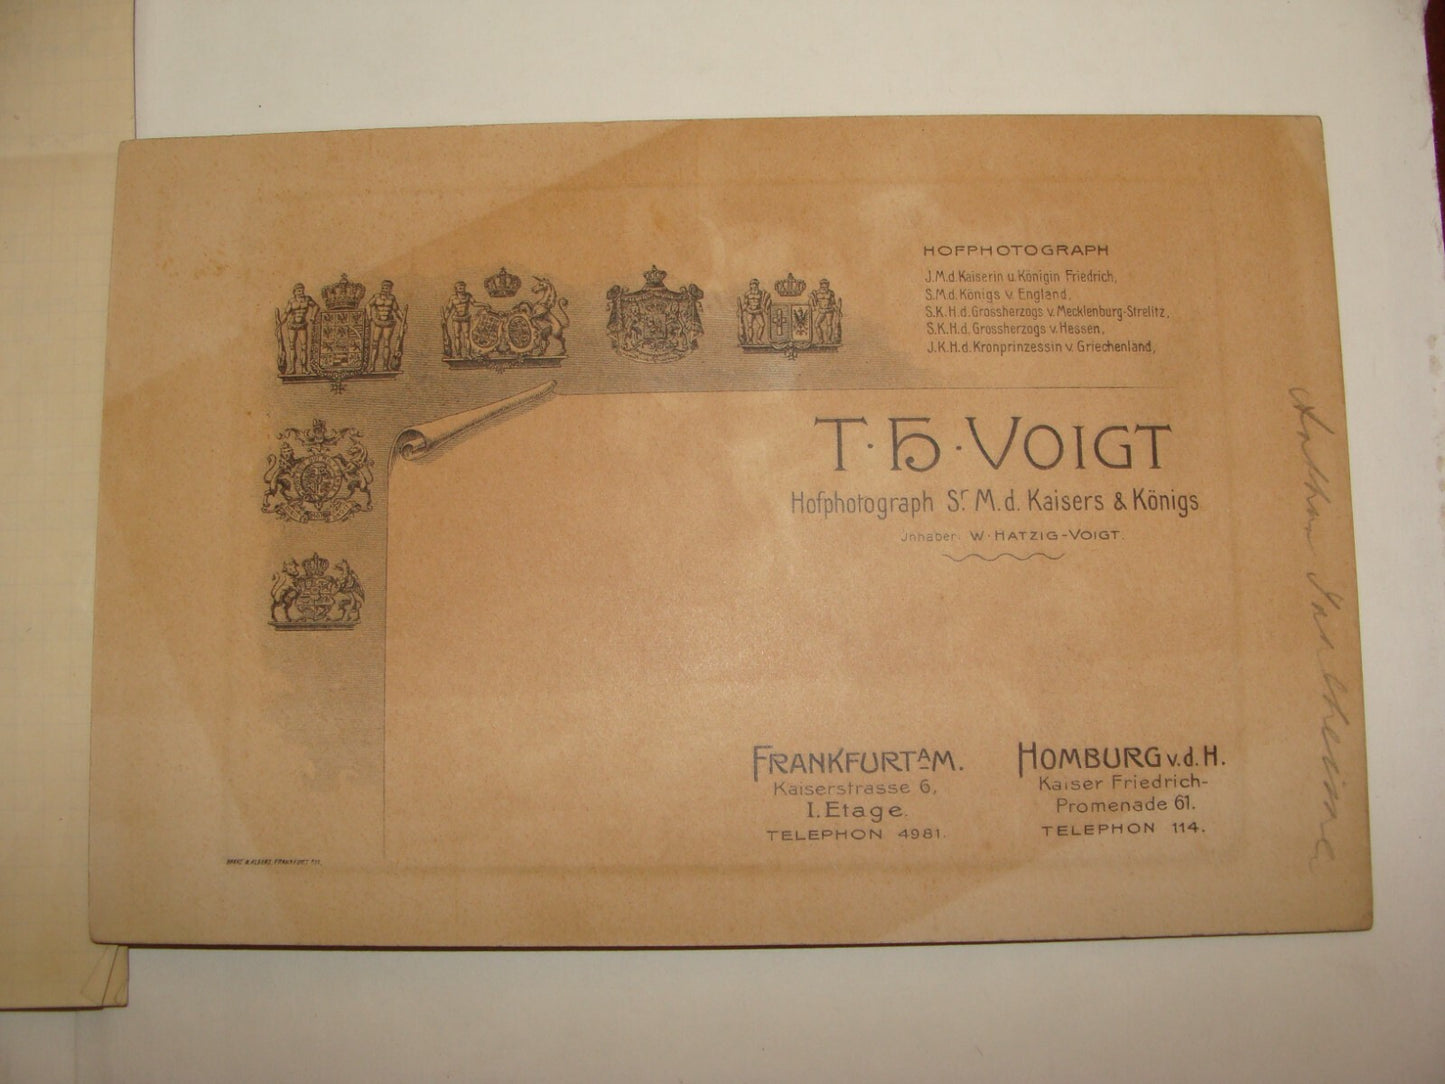 HOFPHOTOGRAPH
J.M.d. Kaiserin u. Königin Friedrich,
S.M.d. Königs v. England,
S.K.H.d. Grossherzogs v. Mecklenburg-Strelitz,
S.K.H.d. Grossherzogs v. Hessen,
J.K.H.d. Kronprinzessin v. Griechenland,
T·H·VOIGT
Hofphotograph Sr. M.d. Kaisers & Königs
Jnhaber: W·HATZIG-VOIGT.
FRANKFURT A M.
Kaiserstrasse 6,
I. Etage.
TELEPHON 4981.
HOMBURG v.d.H.
Kaiser Friedrich-
Promenade 61.
TELEPHON 114.